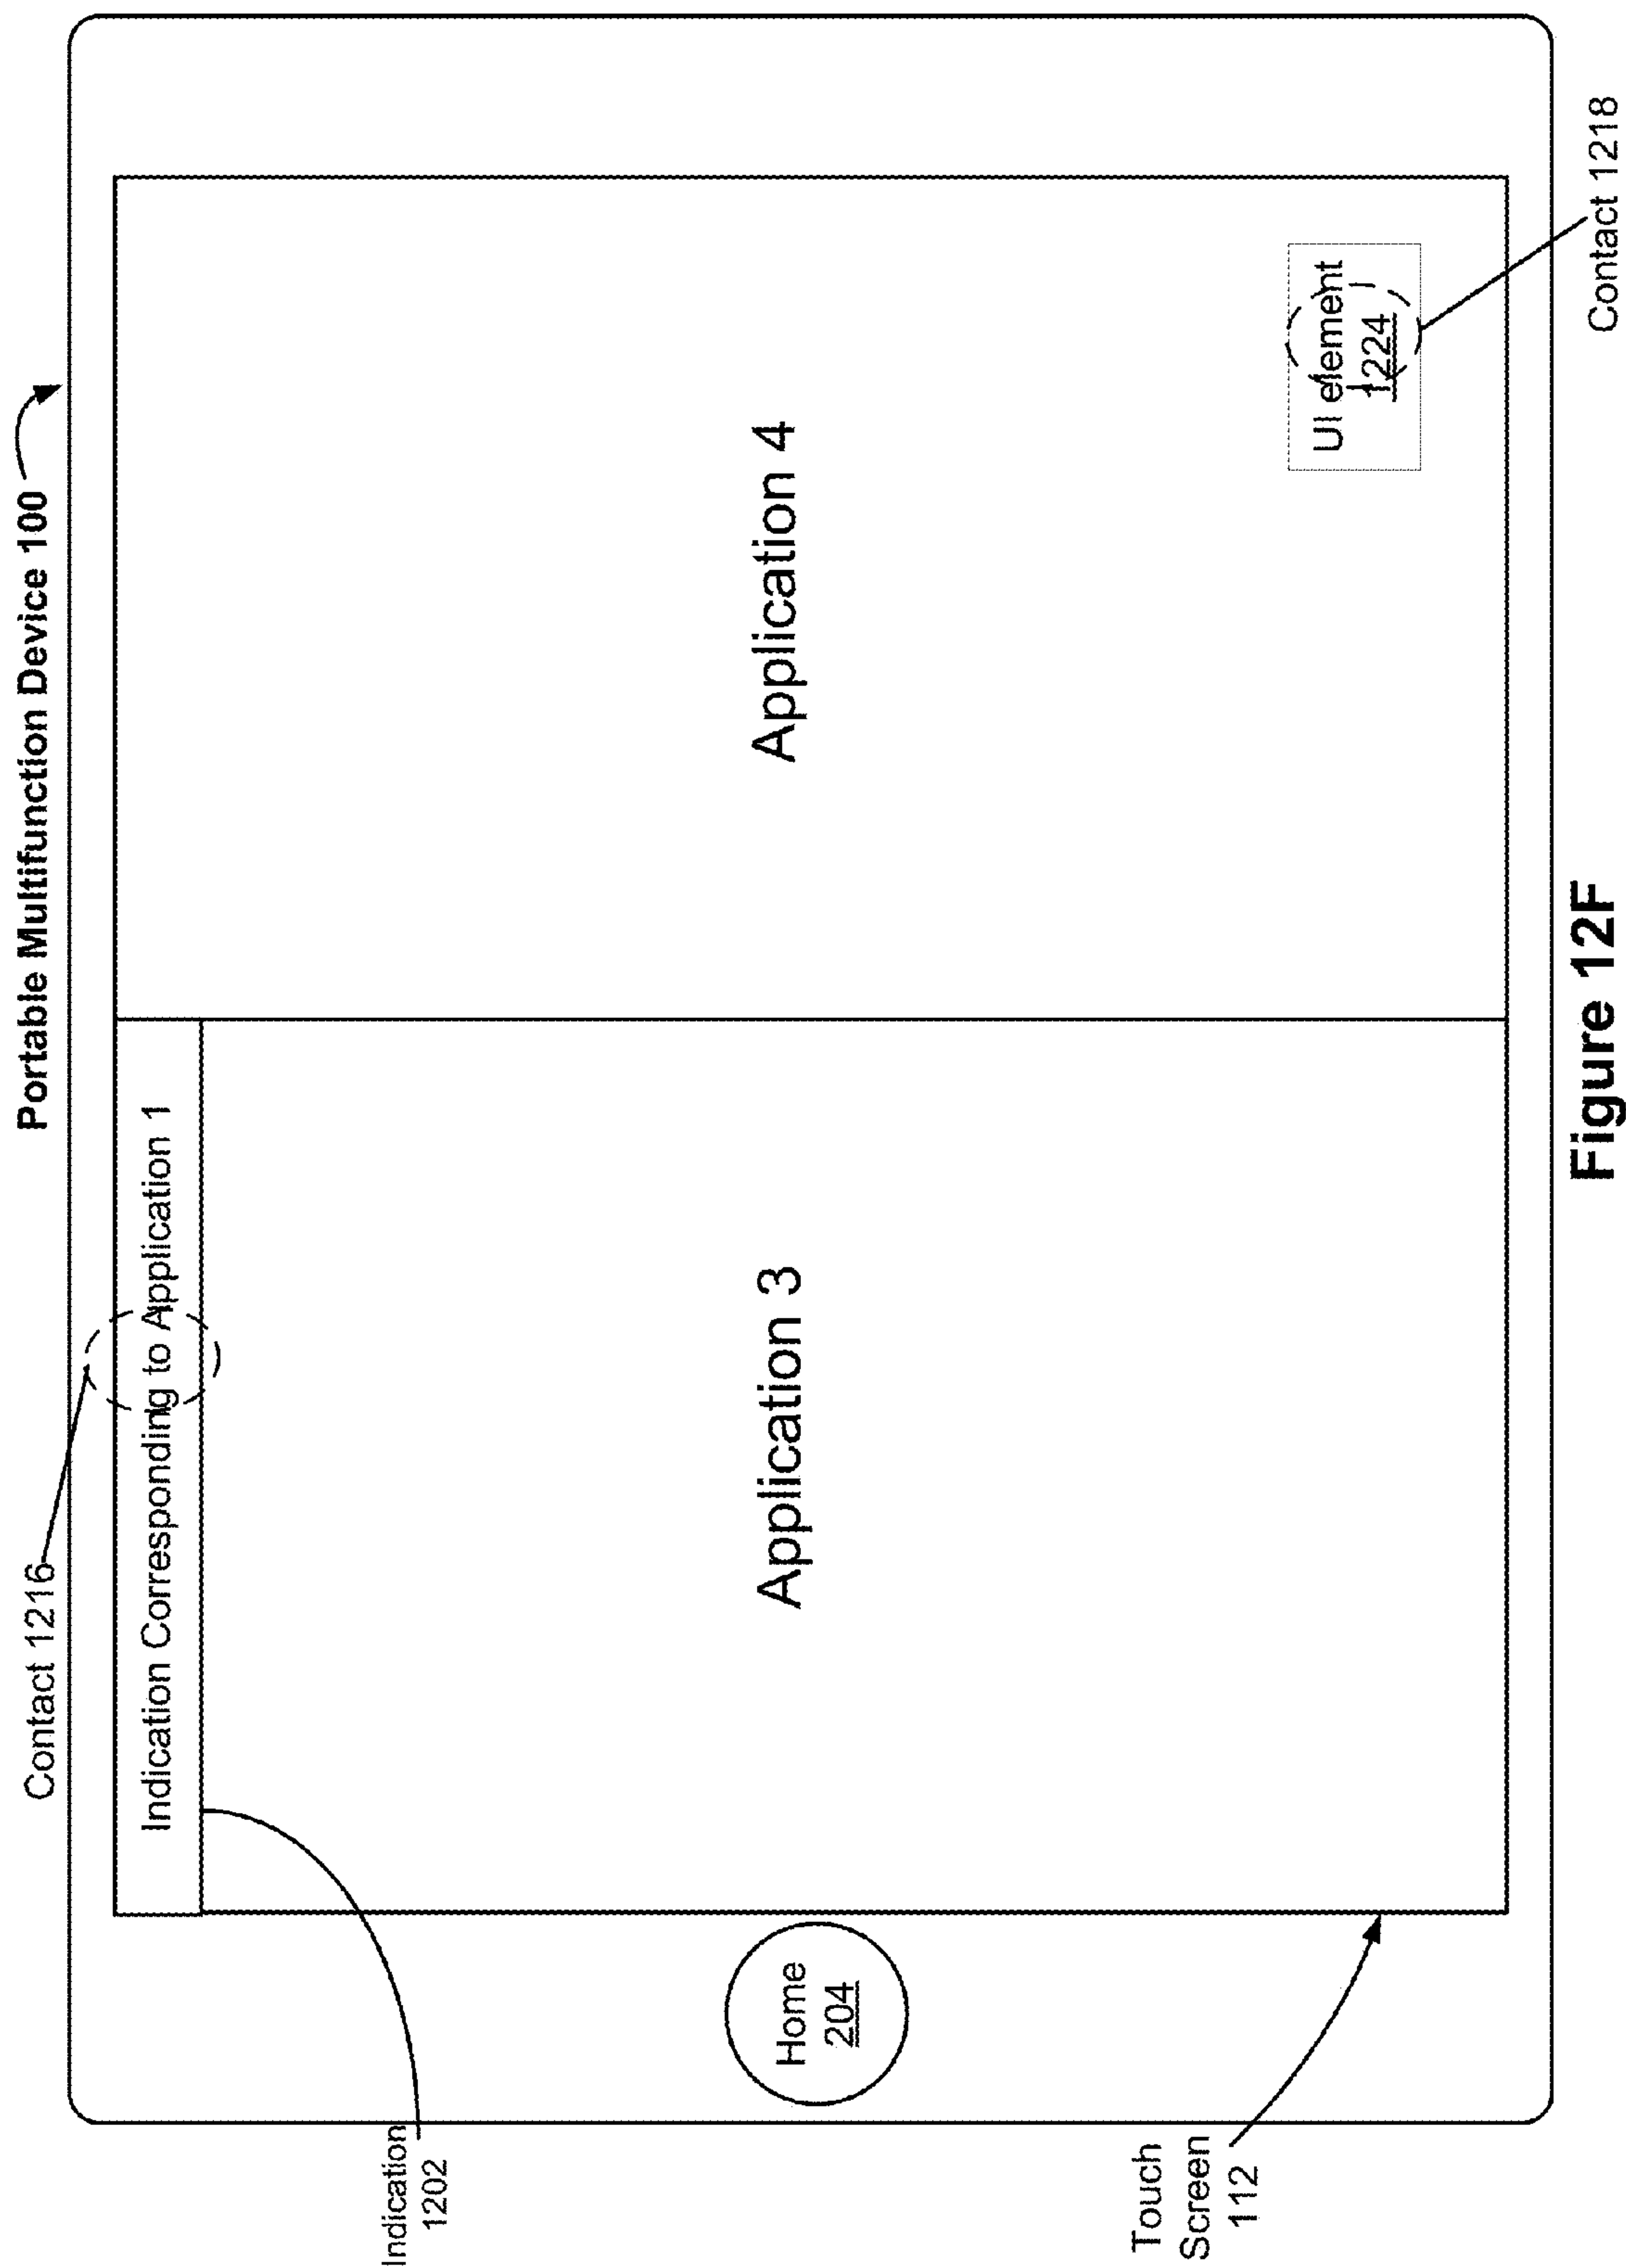 Portable Multifunction Device 100
Contact 1216
Indication Corresponding to Application 1
Indication
1202
Application 3
Application 4
Home
204
UI element
1224
Touch
Screen
112
Contact 1218
Figure 12F